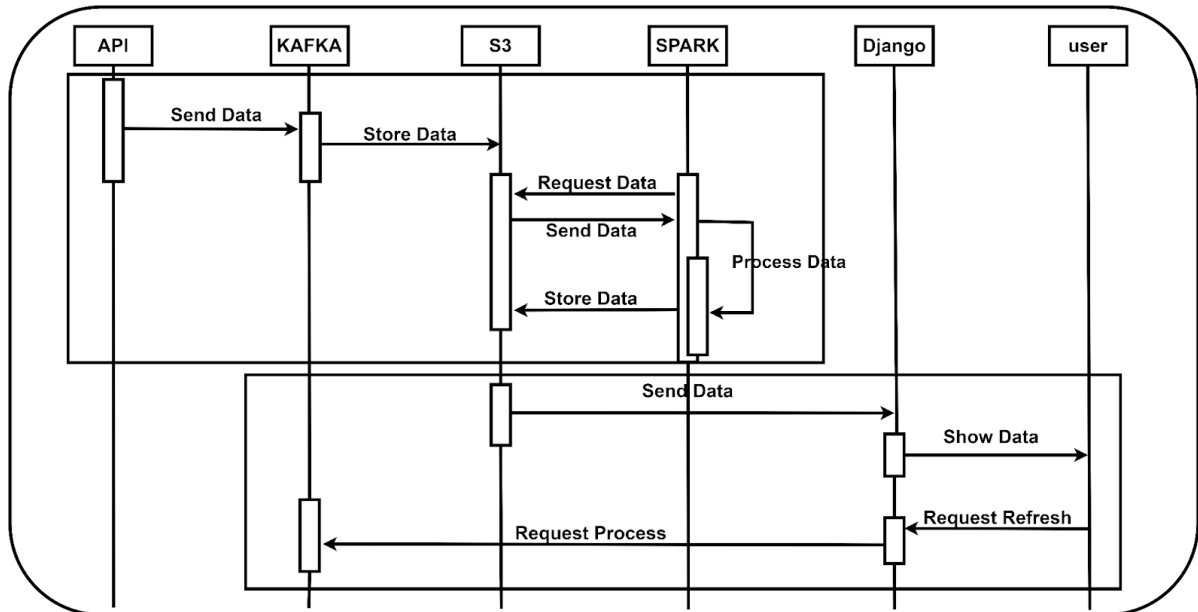 API
KAFKA
S3
SPARK
Django
user
Send Data
Store Data
Request Data
Send Data
Process Data
Store Data
Send Data
Show Data
Request Refresh
Request Process